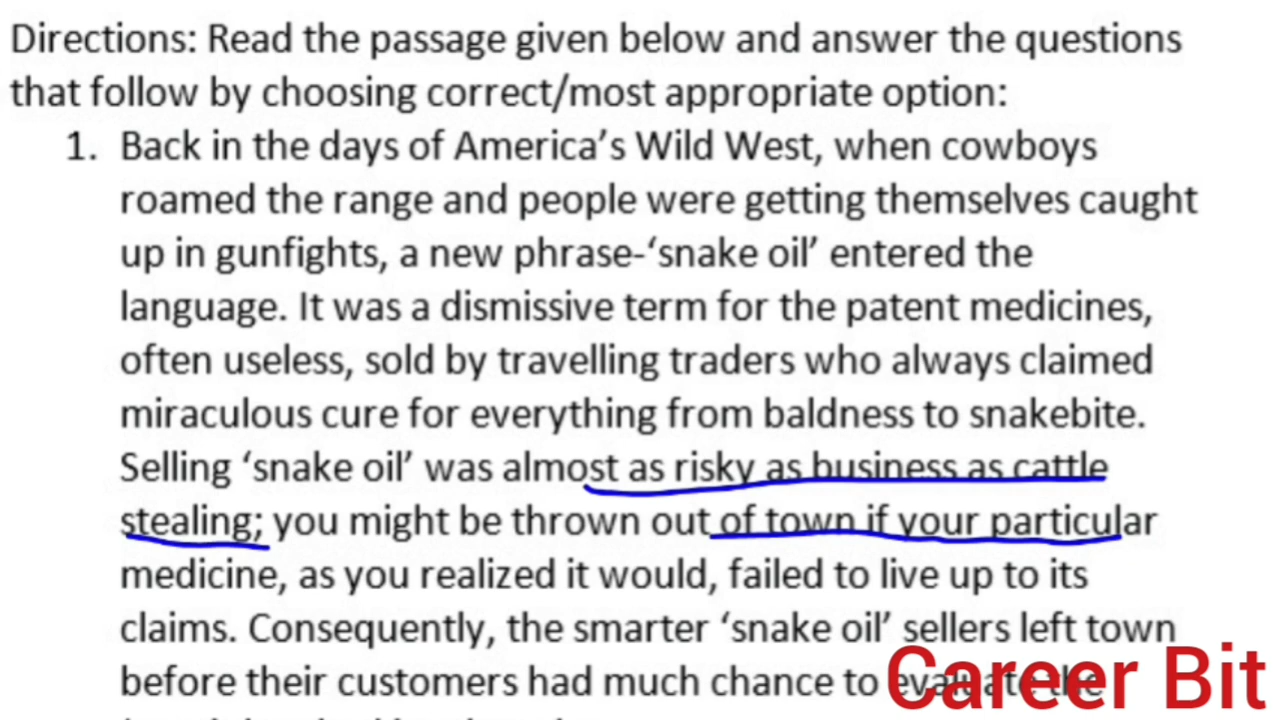 Directions: Read the passage given below and answer the questions
that follow by choosing correct/most appropriate option:
1. Back in the days of America's Wild West, when cowboys
roamed the range and people were getting themselves caught
up in gunfights, a new phrase-'snake oil' entered the
language. It was a dismissive term for the patent medicines,
often useless, sold by travelling traders who always claimed
miraculous cure for everything from baldness to snakebite.
Selling 'snake oil' was almost as risky as business as cattle
stealing; you might be thrown out of town if your particular
medicine, as you realized it would, failed to live up to its
claims. Consequently, the smarter 'snake oil' sellers left town
before their customers had much chance to evaluate the
Career Bit